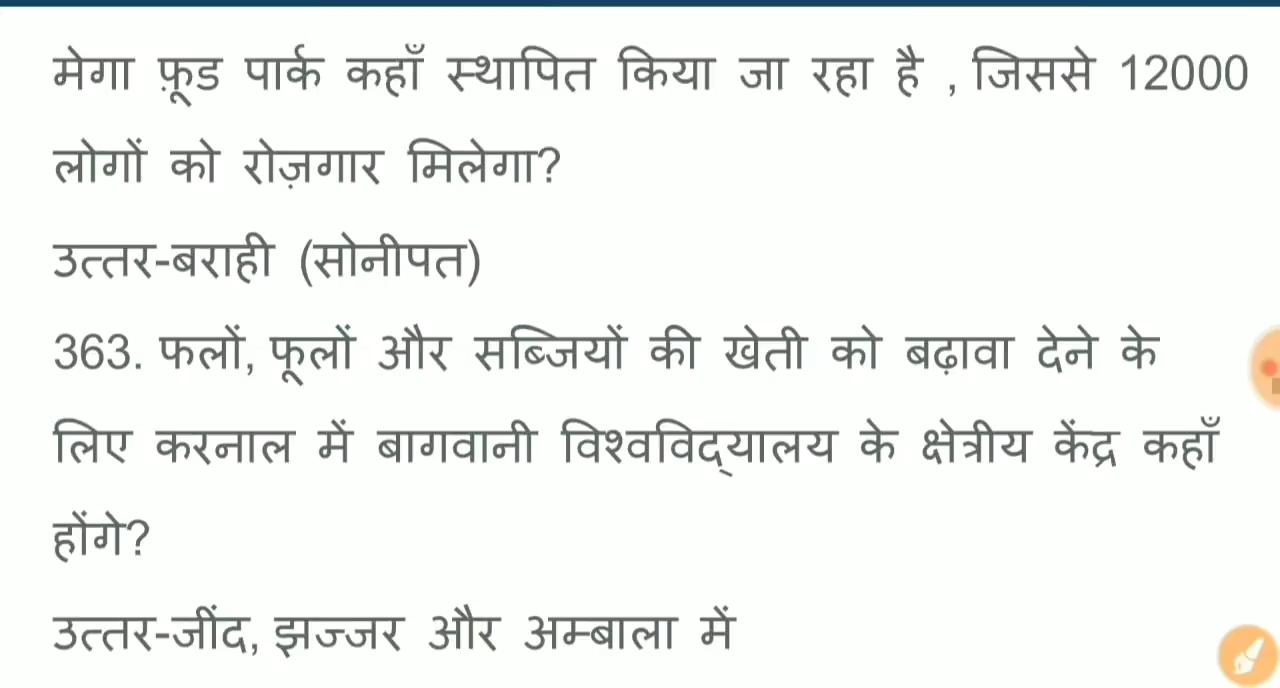 मेगा फ़ूड पार्क कहाँ स्थापित किया जा रहा है , जिससे 12000
लोगों को रोज़गार मिलेगा?
उत्तर-बराही (सोनीपत)
363. फलों, फूलों और सब्जियों की खेती को बढ़ावा देने के
लिए करनाल में बागवानी विश्वविद्यालय के क्षेत्रीय केंद्र कहाँ
होंगे?
उत्तर-जींद, झज्जर और अम्बाला में